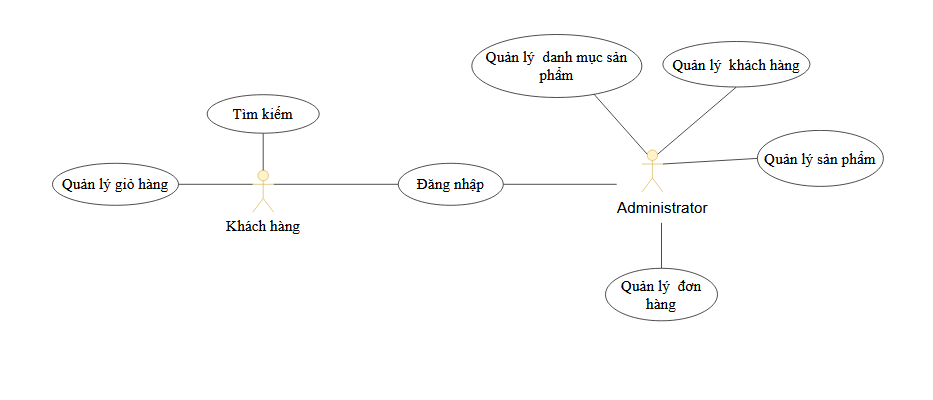 Quản lý danh mục sản
phẩm
Quản lý khách hàng
Tìm kiếm
Quản lý sản phẩm
Quản lý giỏ hàng
Đăng nhập
Administrator
Khách hàng
Quản lý đơn
hàng